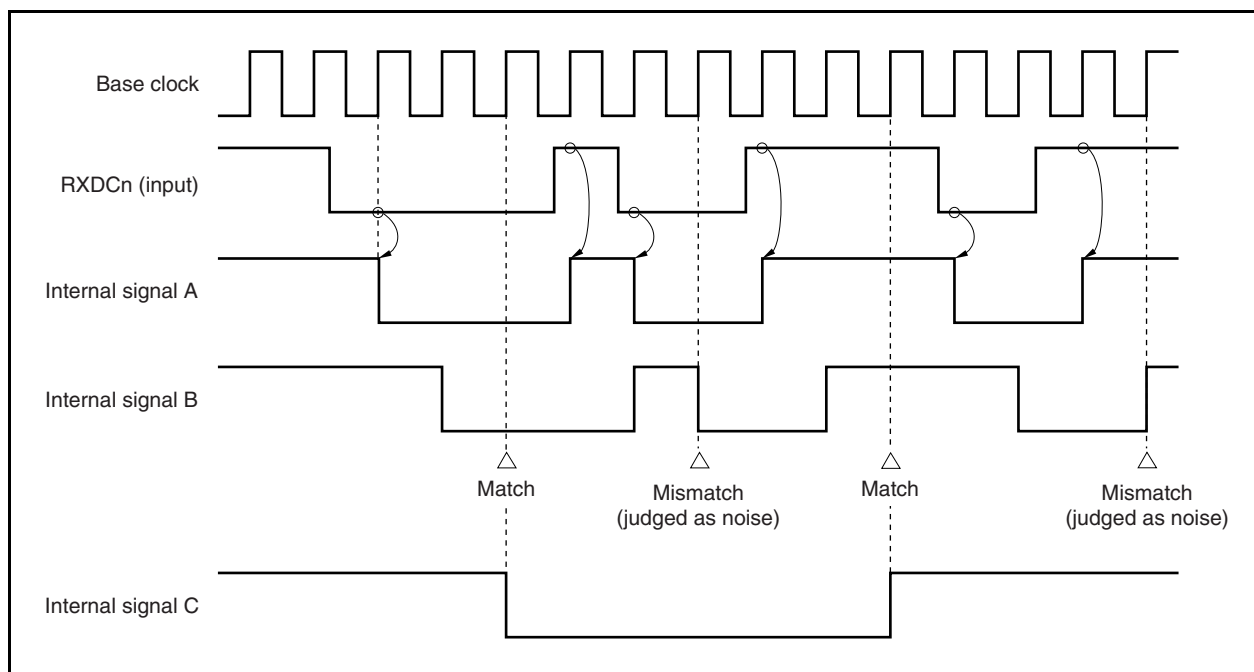 Base clock
RXDCn (input)
Internal signal A
Internal signal B
Match
Mismatch
(judged as noise)
Match
Mismatch
(judged as noise)
Internal signal C